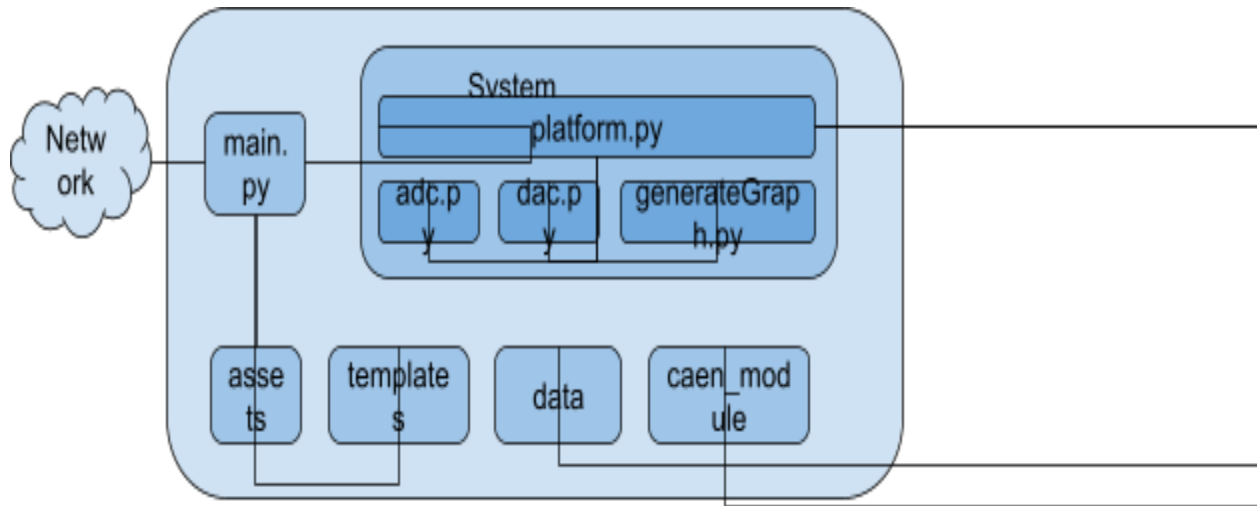 System
platform.py
Netw
ork
main.
py
adc.p
y
dac.p
y
generateGrap
h.py
asse
ts
template
s
data
caen_mod
ule